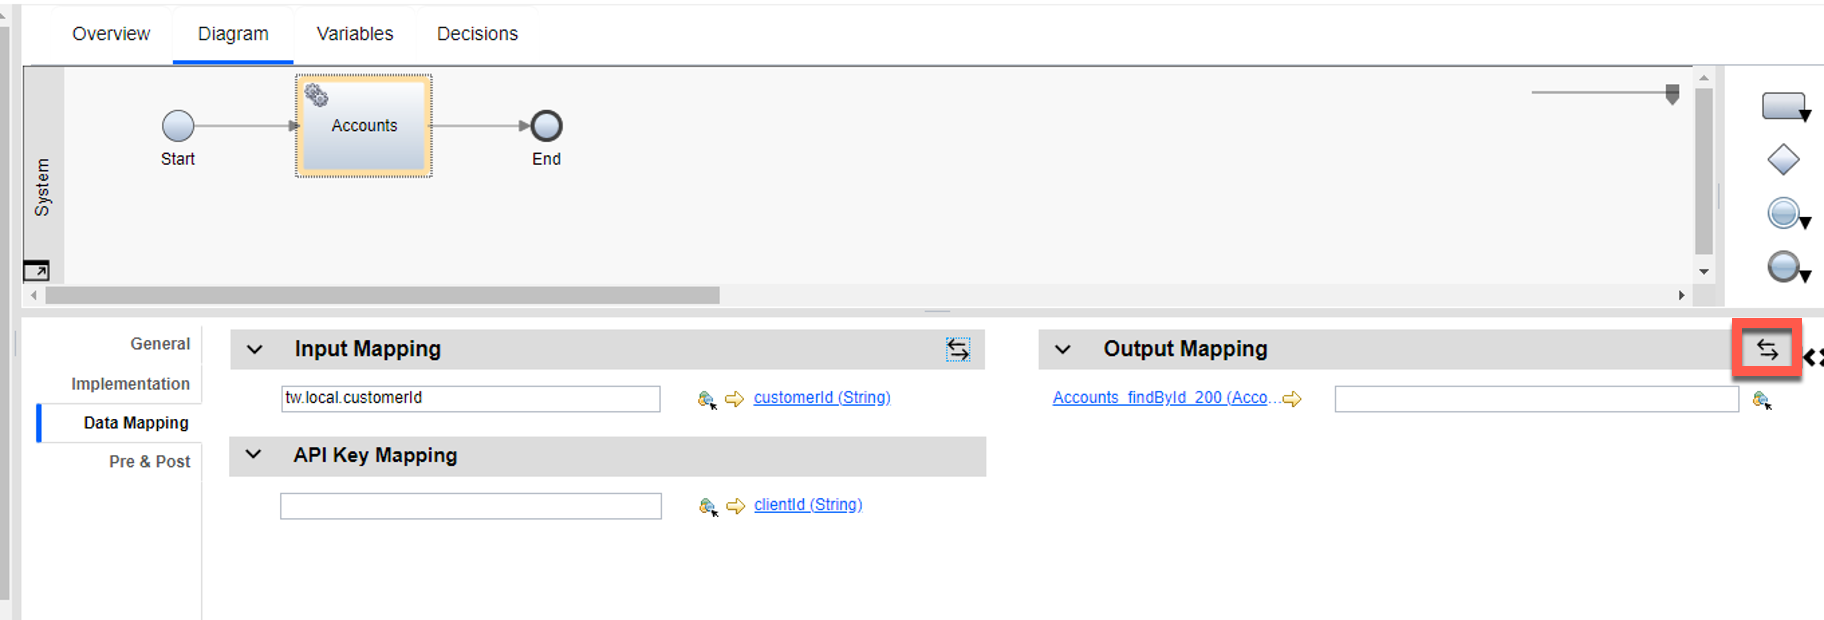 Overview Diagram Variables Decisions
System
Accounts
Start
End
General
Implementation
Data Mapping
Pre & Post
Input Mapping
tw.local.customerId
customerId (String)
API Key Mapping
clientId (String)
Output Mapping
Accounts_findById_200 (Acco...